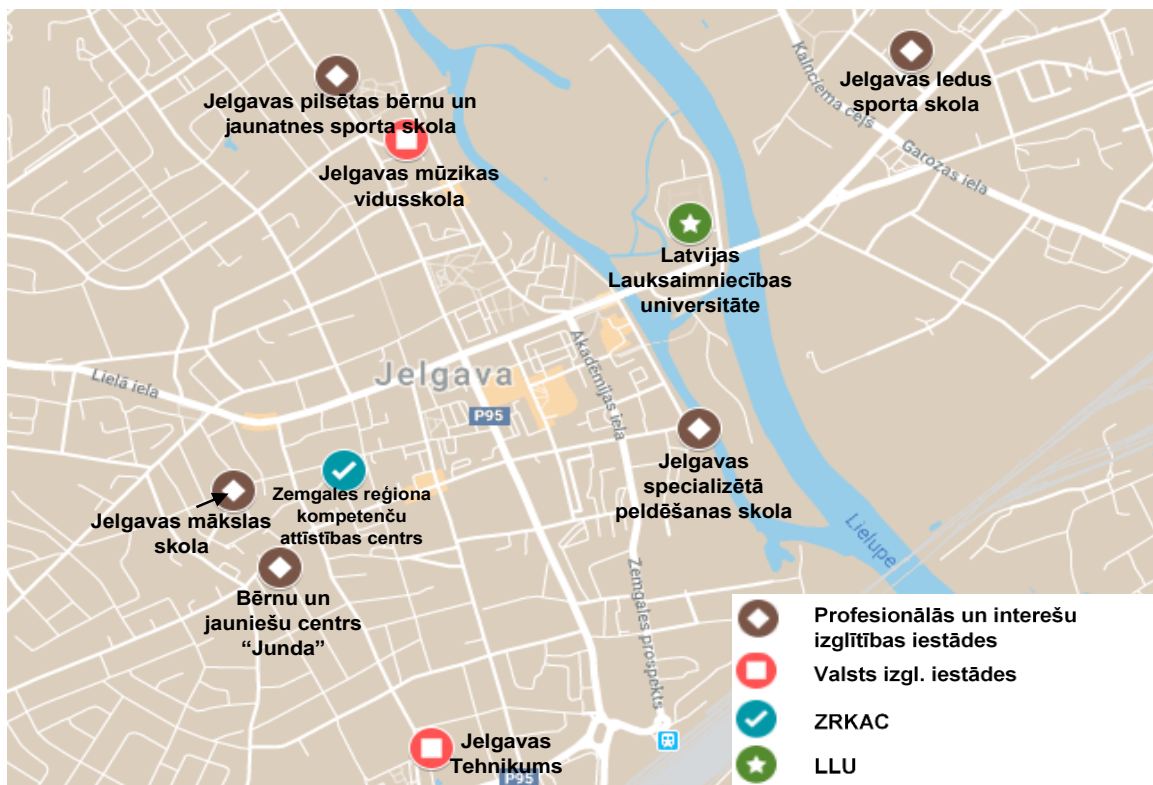 Jelgavas pilsētas bērnu un
jaunatnes sporta skola
Jelgavas mūzikas
vidusskola
Kalnciema ceļš
Jelgavas ledus
sporta skola
Garozas iela
Latvijas
Lauksaimniecības
universitāte
Lielā iela
Jelgava
P95
Akadēmijas iela
Jelgavas
specializētā
peldēšanas skola
Jelgavas mākslas
skola
Zemgales reģiona
kompetenču
attīstības centrs
Lielupe
Bērnu un
jauniešu centrs
“Junda”
Zemgales prospekts
Jelgavas
Tehnikums
P95
Profesionālās un interešu
izglītības iestādes
Valsts izgl. iestādes
ZRKAC
LLU